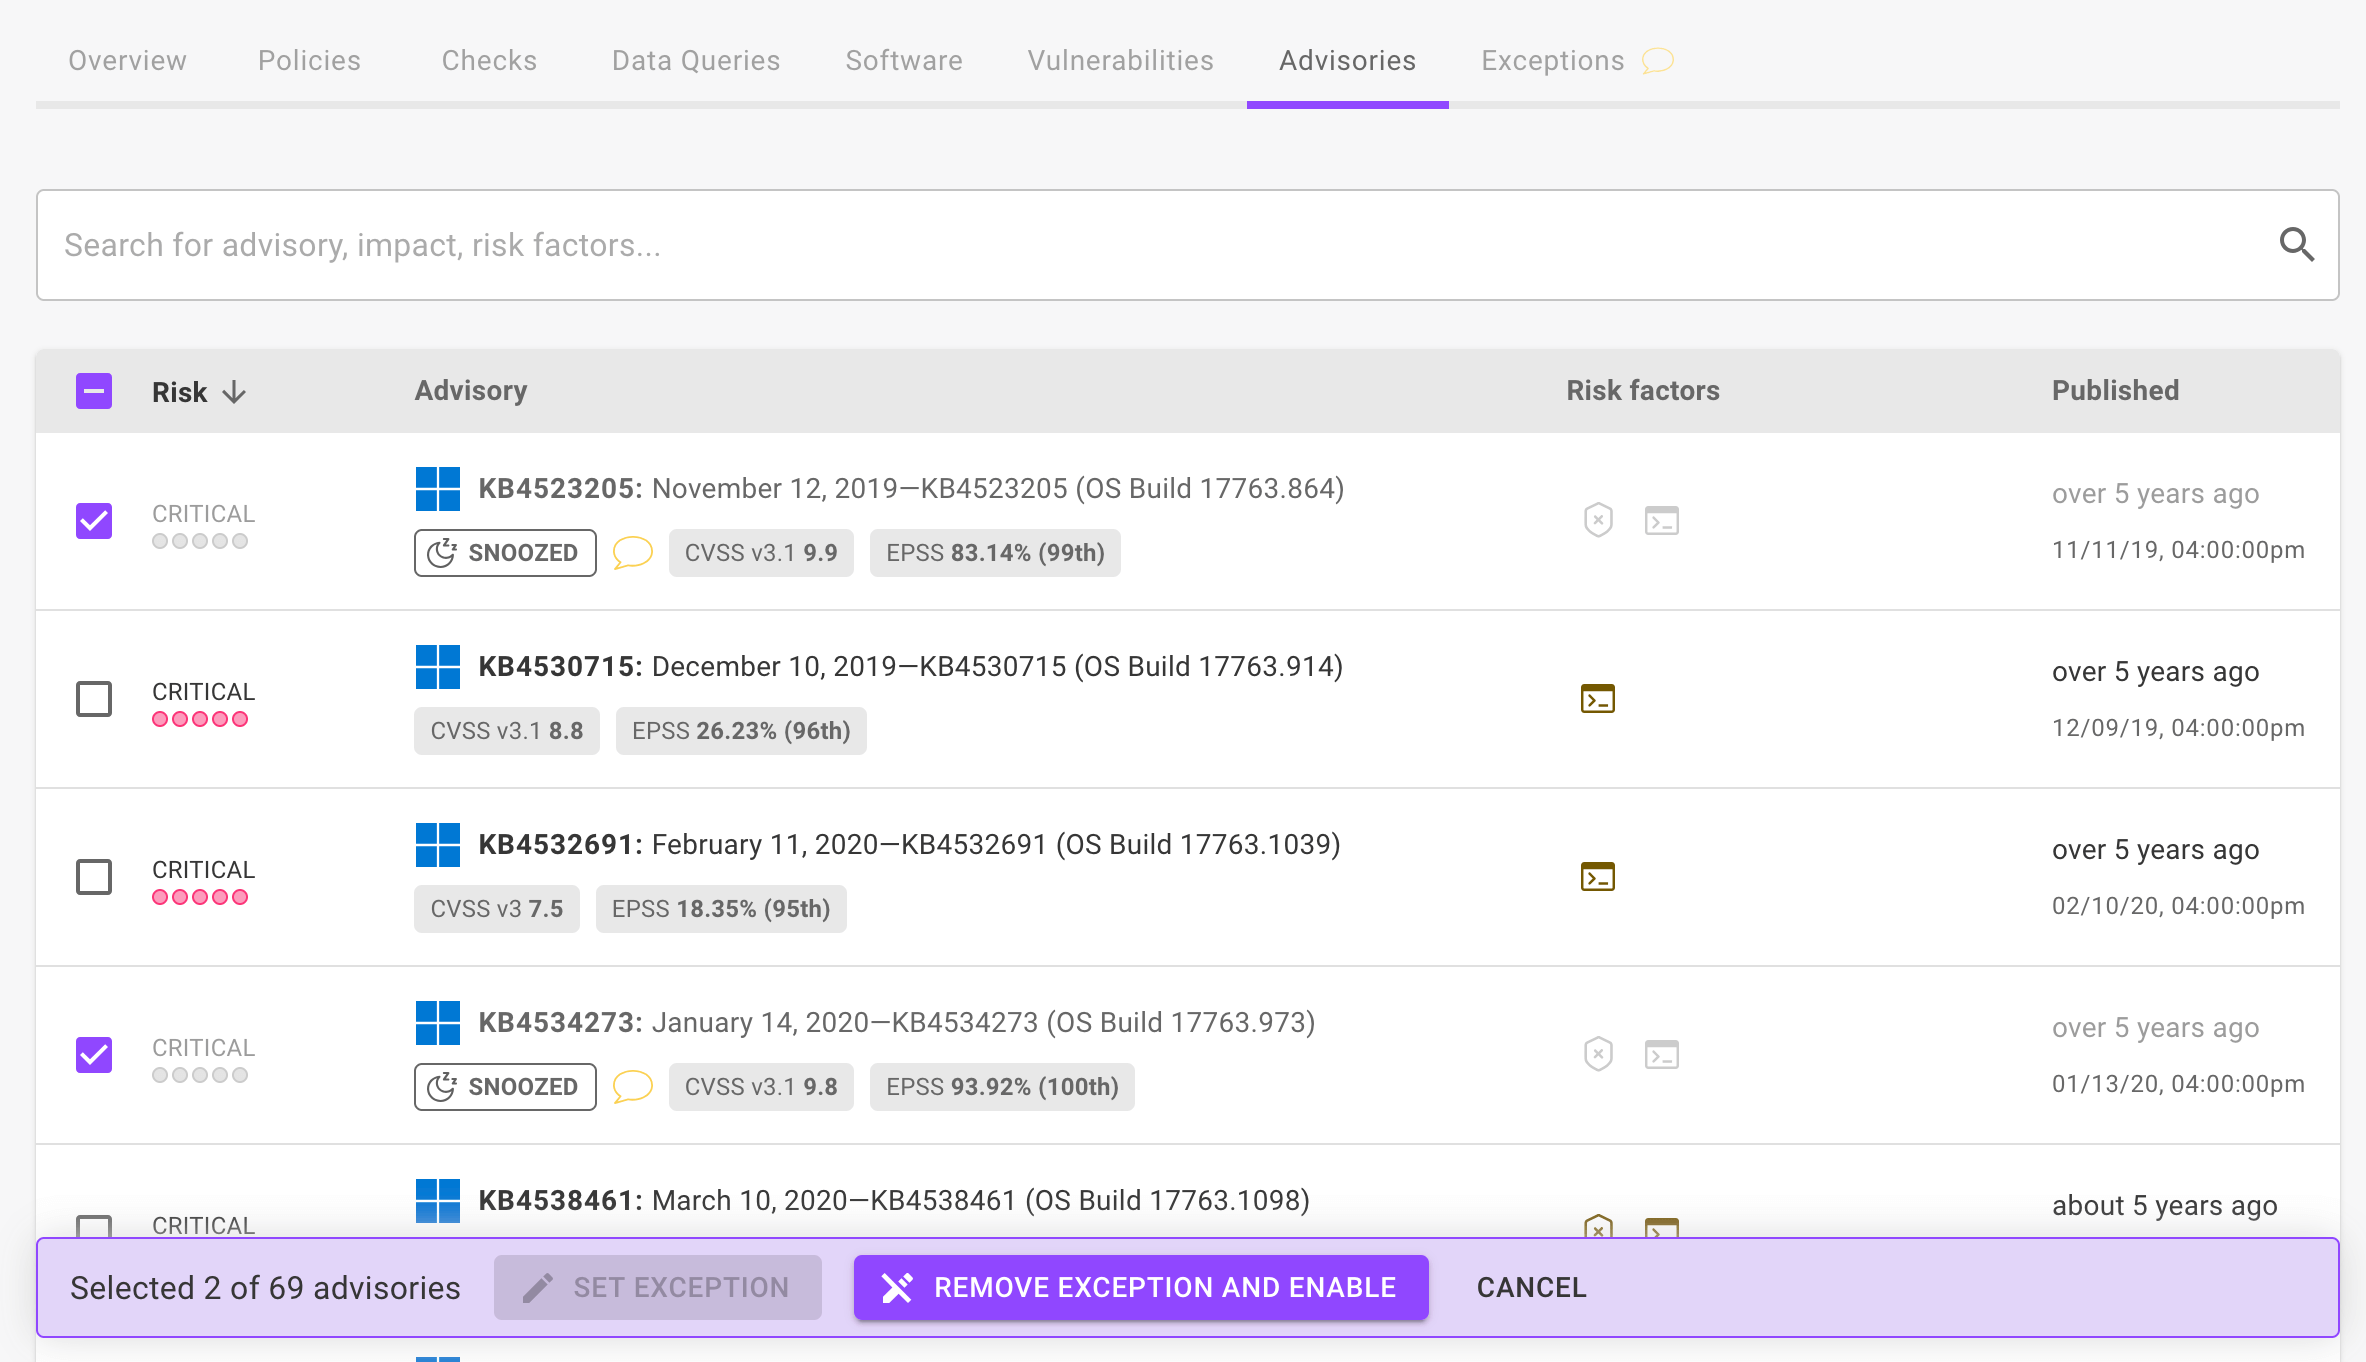 Overview Policies Checks Data Queries Software Vulnerabilities Advisories Exceptions
Search for advisory, impact, risk factors...
Risk Advisory Risk factors Published
CRITICAL
KB4523205: November 12, 2019—KB4523205 (OS Build 17763.864)
SNOOZED CVSS v3.1 9.9 EPSS 83.14% (99th)
over 5 years ago
11/11/19, 04:00:00pm
CRITICAL
KB4530715: December 10, 2019—KB4530715 (OS Build 17763.914)
CVSS v3.1 8.8 EPSS 26.23% (96th)
over 5 years ago
12/09/19, 04:00:00pm
CRITICAL
KB4532691: February 11, 2020—KB4532691 (OS Build 17763.1039)
CVSS v3 7.5 EPSS 18.35% (95th)
over 5 years ago
02/10/20, 04:00:00pm
CRITICAL
KB4534273: January 14, 2020—KB4534273 (OS Build 17763.973)
SNOOZED CVSS v3.1 9.8 EPSS 93.92% (100th)
over 5 years ago
01/13/20, 04:00:00pm
CRITICAL
KB4538461: March 10, 2020—KB4538461 (OS Build 17763.1098)
about 5 years ago
Selected 2 of 69 advisories SET EXCEPTION REMOVE EXCEPTION AND ENABLE CANCEL